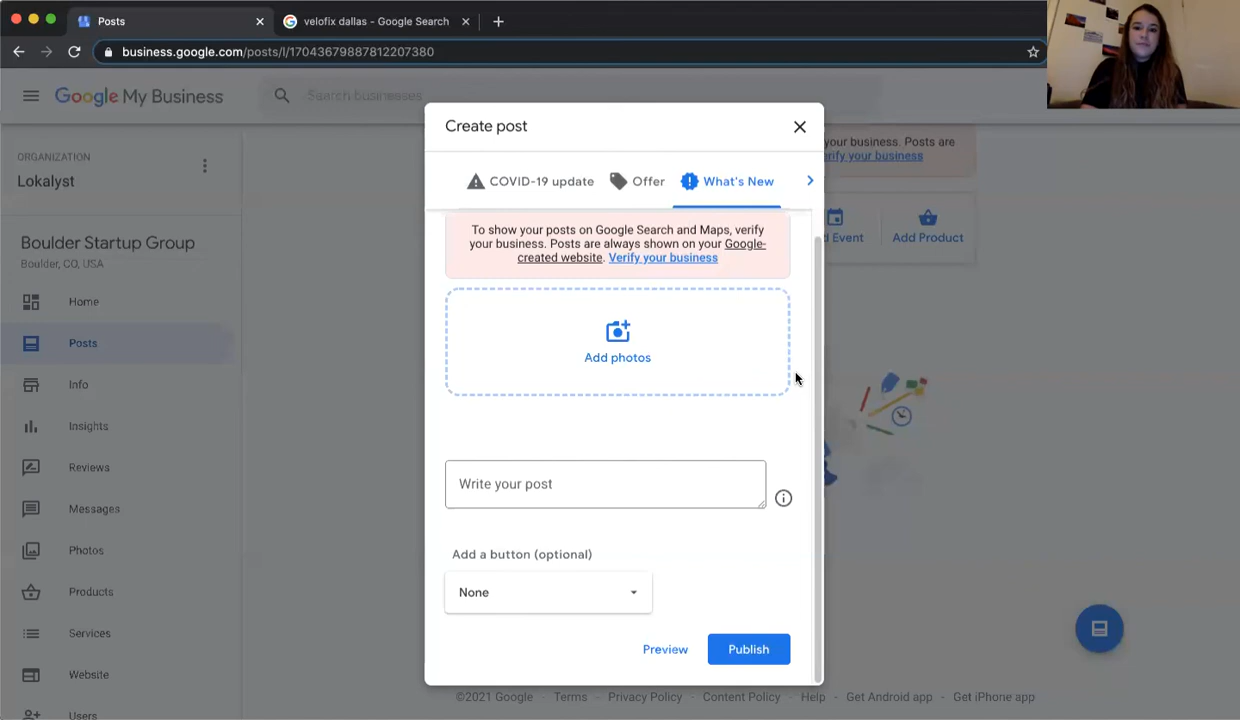 Posts
velofix dallas - Google Search
business.google.com/posts/l/17043679887812207380
Google My Business
Search businesses
ORGANIZATION
Lokalyst
Boulder Startup Group
Boulder, CO, USA
Home
Posts
Info
Insights
Reviews
Messages
Photos
Products
Services
Website
Users
your business. Posts are
erify your business
d Event
Add Product
Create post
COVID-19 update
Offer
What's New
To show your posts on Google Search and Maps, verify
your business. Posts are always shown on your Google-
created website. Verify your business
Add photos
Write your post
Add a button (optional)
None
Preview
Publish
©2021 Google · Terms · Privacy Policy · Content Policy · Help · Get Android app · Get iPhone app